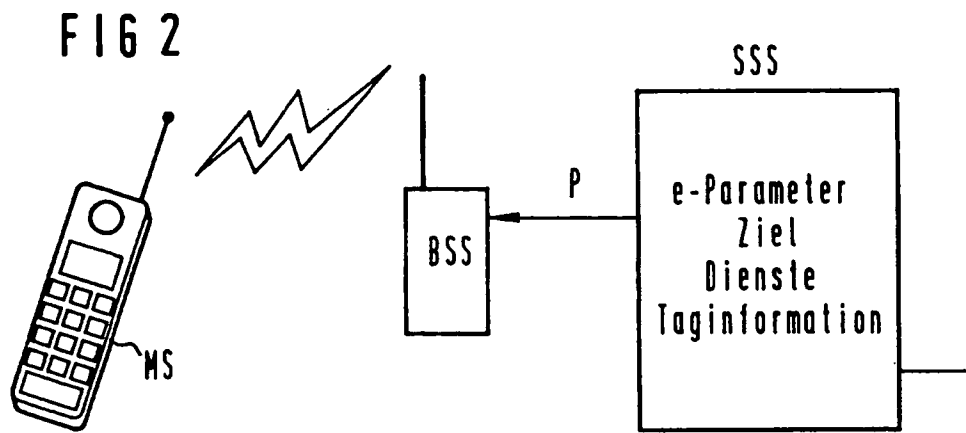 FIG 2
SSS
P
e-Parameter
Ziel
Dienste
Taginformation
BSS
MS